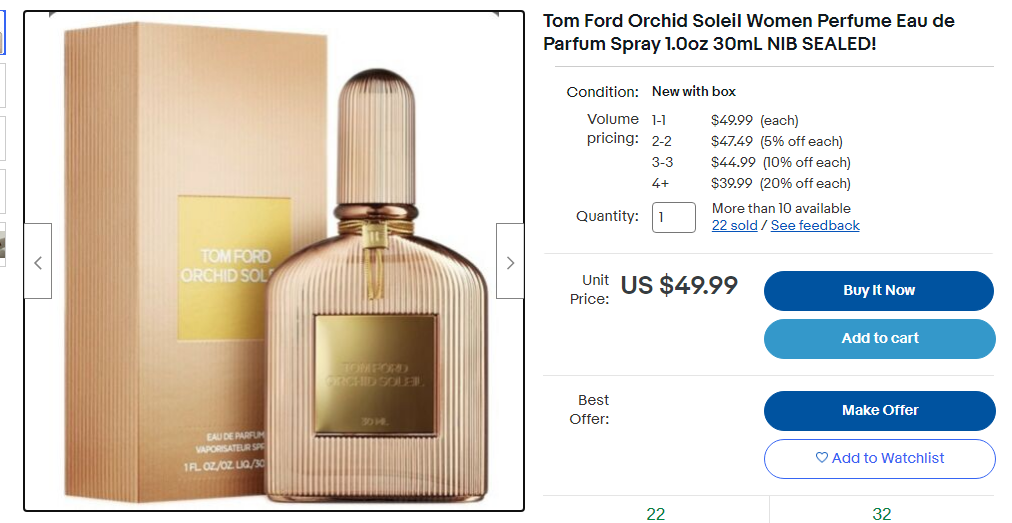 Tom Ford Orchid Soleil Women Perfume Eau de
Parfum Spray 1.0oz 30mL NIB SEALED!
Condition: New with box
Volume pricing:
1-1 $49.99 (each)
2-2 $47.49 (5% off each)
3-3 $44.99 (10% off each)
4+ $39.99 (20% off each)
Quantity: 1 More than 10 available
22 sold / See feedback
Unit Price: US $49.99
Buy It Now
Add to cart
Best Offer:
Make Offer
Add to Watchlist
22 32
TOM FORD
ORCHID SOL
EAU DE PARFUM
VAPORISATEUR SPR
1 FL. OZ./OZ. LIQ./30
TOM FORD
ORCHID SOLEIL
30 ML